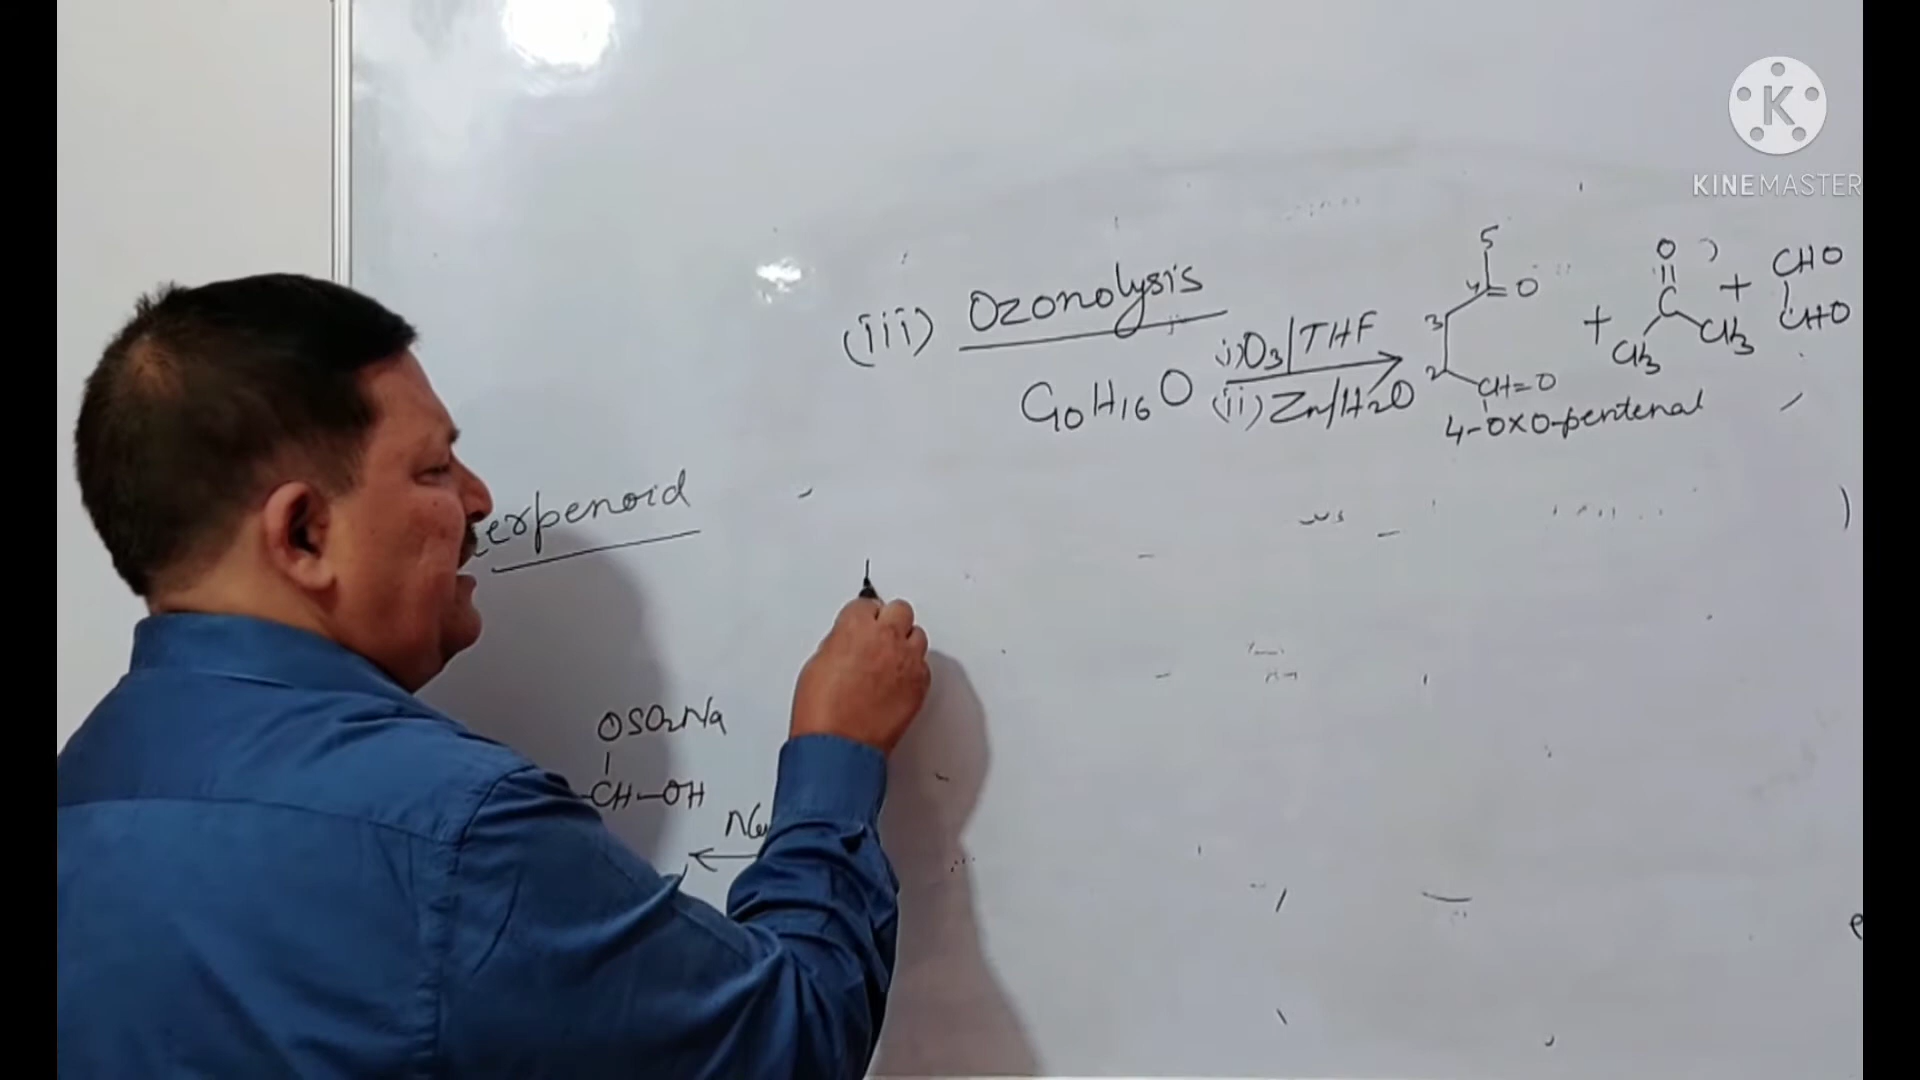 KINEMASTER
(iii) Ozonolysis
C10H16O
i) O3/THF
(ii) Zn/H2O
5
4
=O
3
2
CH=O
1
4-oxo-pentenal
+
O
||
C
CH3
CH3
+
CHO
CHO
erpenoid
OSO2Na
CH-OH